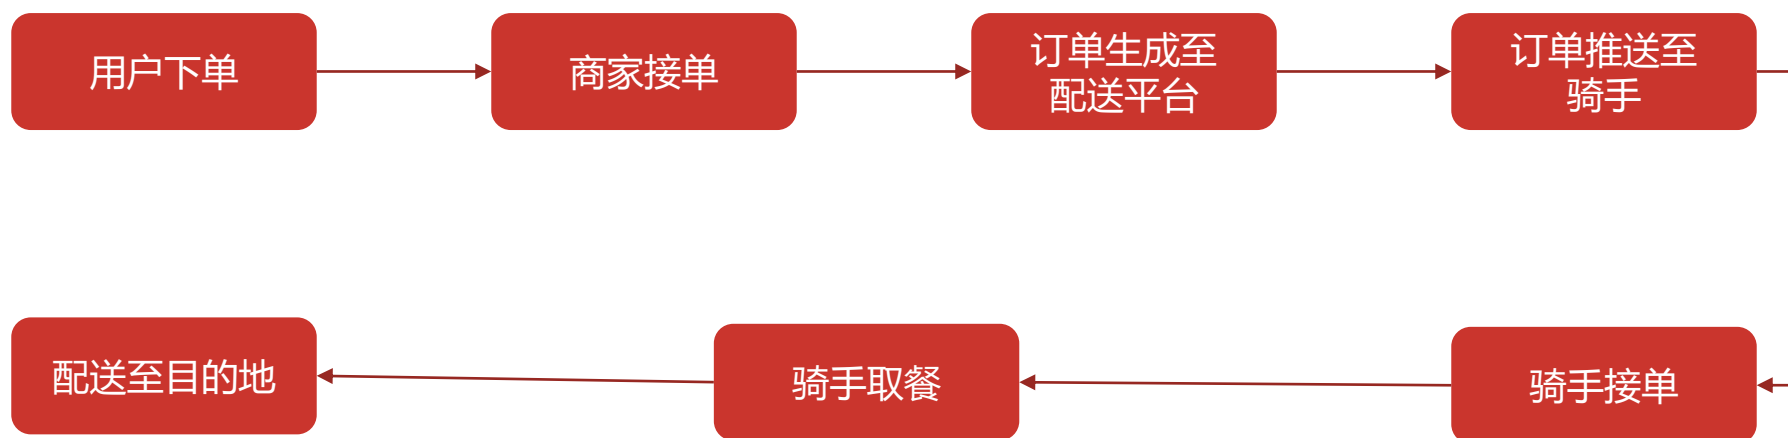 用户下单
商家接单
订单生成至
配送平台
订单推送至
骑手
骑手接单
骑手取餐
配送至目的地